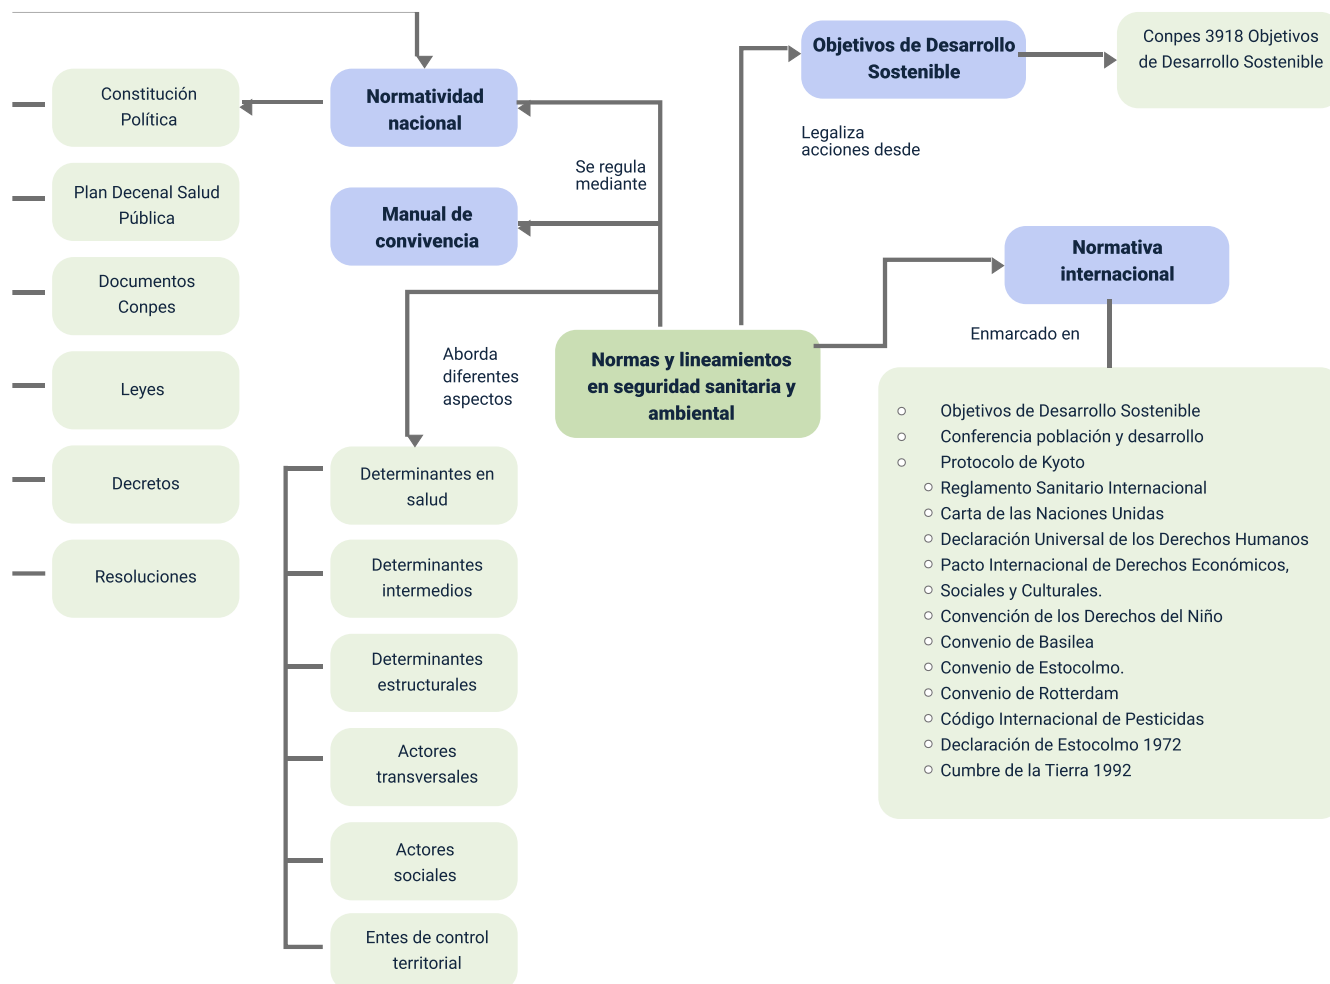 Objetivos de Desarrollo
Sostenible
Conpes 3918 Objetivos
de Desarrollo Sostenible
Legaliza
acciones desde
Normatividad
nacional
Constitución
Política
Plan Decenal Salud
Pública
Documentos
Conpes
Leyes
Decretos
Resoluciones
Se regula
mediante
Manual de
convivencia
Normativa
internacional
Enmarcado en
Normas y lineamientos
en seguridad sanitaria y
ambiental
Aborda
diferentes
aspectos
Determinantes en
salud
Determinantes
intermedios
Determinantes
estructurales
Actores
transversales
Actores
sociales
Entes de control
territorial
Objetivos de Desarrollo Sostenible
Conferencia población y desarrollo
Protocolo de Kyoto
Reglamento Sanitario Internacional
Carta de las Naciones Unidas
Declaración Universal de los Derechos Humanos
Pacto Internacional de Derechos Económicos,
Sociales y Culturales.
Convención de los Derechos del Niño
Convenio de Basilea
Convenio de Estocolmo.
Convenio de Rotterdam
Código Internacional de Pesticidas
Declaración de Estocolmo 1972
Cumbre de la Tierra 1992